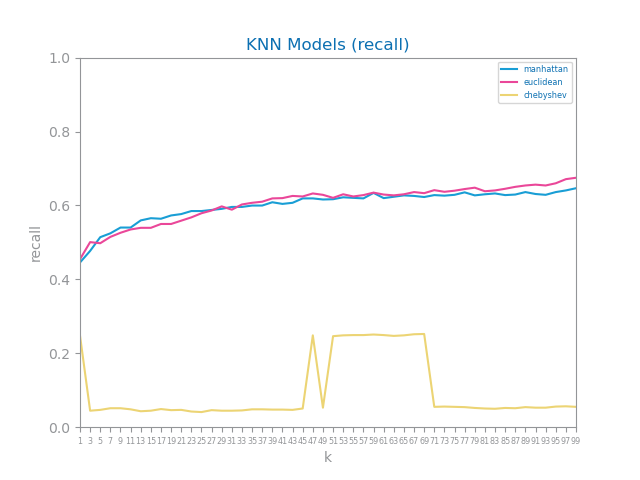 KNN Models (recall)
manhattan
euclidean
chebyshev
1.0
0.8
0.6
0.4
0.2
0.0
recall
1 3 5 7 9 11 13 15 17 19 21 23 25 27 29 31 33 35 37 39 41 43 45 47 49 51 53 55 57 59 61 63 65 67 69 71 73 75 77 79 81 83 85 87 89 91 93 95 97 99
k